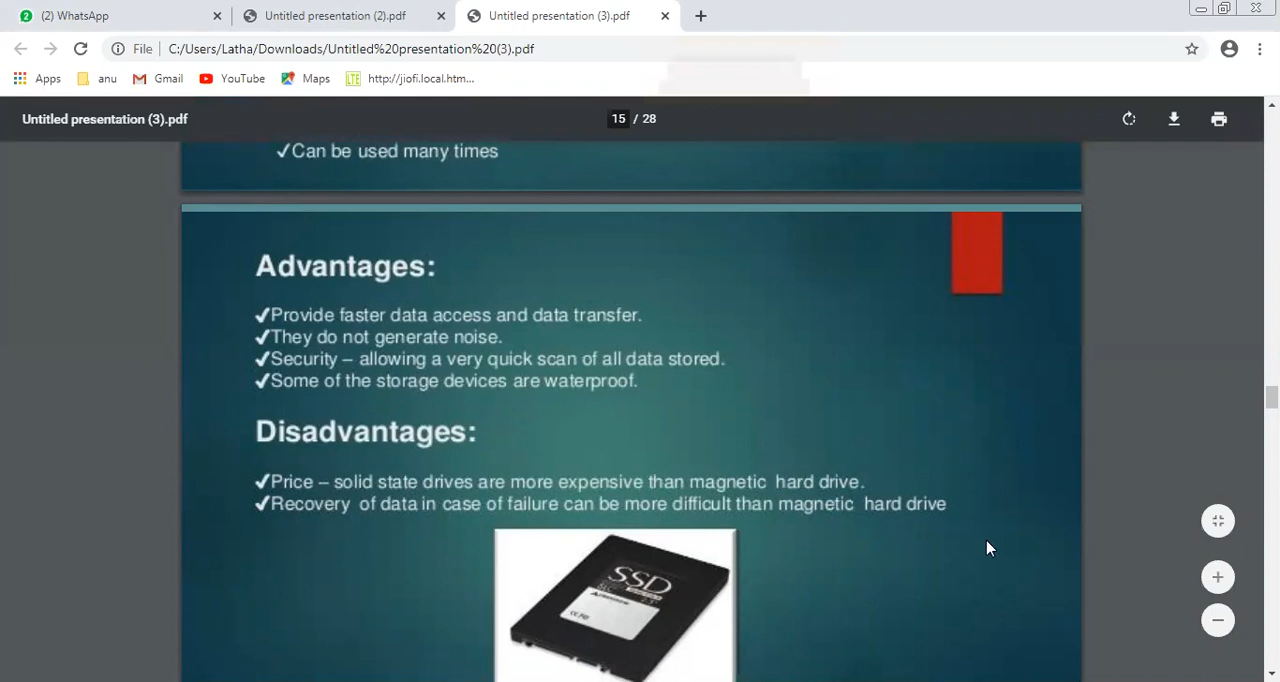 2
(2) WhatsApp
Untitled presentation (2).pdf
Untitled presentation (3).pdf
File
C:/Users/Latha/Downloads/Untitled%20presentation%20(3).pdf
Apps
anu
Gmail
YouTube
Maps
LTE
http://jiofi.local.htm...
Untitled presentation (3).pdf
15 / 28
✓Can be used many times
Advantages:
✓Provide faster data access and data transfer.
✓They do not generate noise.
✓Security – allowing a very quick scan of all data stored.
✓Some of the storage devices are waterproof.
Disadvantages:
✓Price – solid state drives are more expensive than magnetic hard drive.
✓Recovery of data in case of failure can be more difficult than magnetic hard drive
SSD